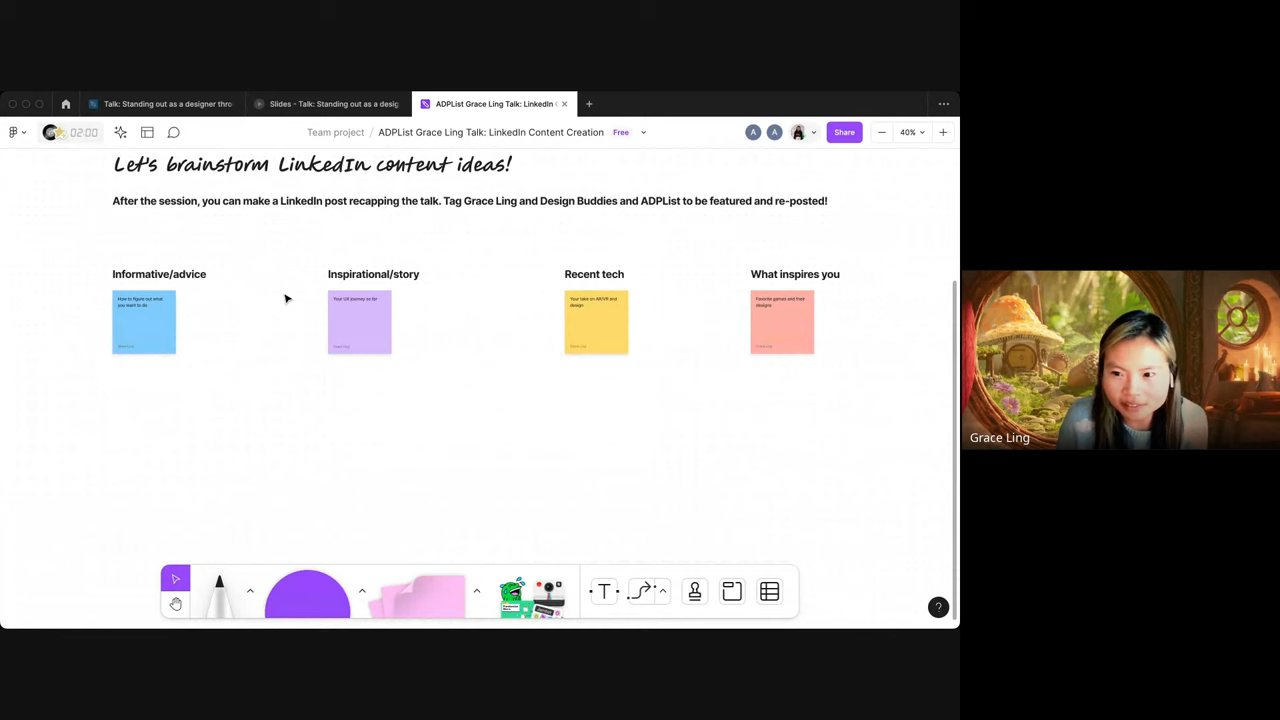 Talk: Standing out as a designer thro
Slides - Talk: Standing out as a desig
ADPList Grace Ling Talk: LinkedIn C
02:00
Team project / ADPList Grace Ling Talk: LinkedIn Content Creation Free
A A
Share
40%
Let's brainstorm LinkedIn content ideas!
After the session, you can make a LinkedIn post recapping the talk. Tag Grace Ling and Design Buddies and ADPList to be featured and re-posted!
Informative/advice
Inspirational/story
Recent tech
What inspires you
How to figure out what
you want to do
Your UX journey so far
Your take on AR/VR and
design
Favorite games and their
designs
Grace Ling
T
?